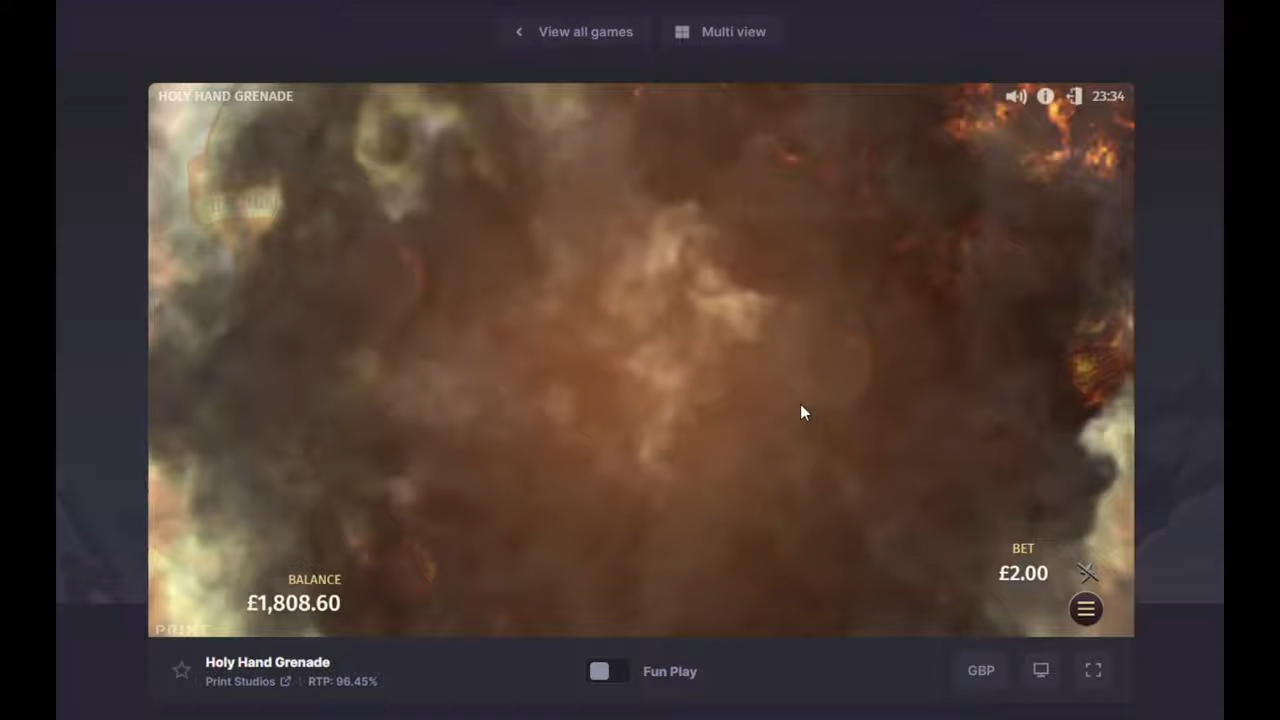 View all games
Multi view
HOLY HAND GRENADE
23:34
BET
£2.00
BALANCE
£1,808.60
PRINT
Holy Hand Grenade
Print Studios
RTP: 96.45%
Fun Play
GBP